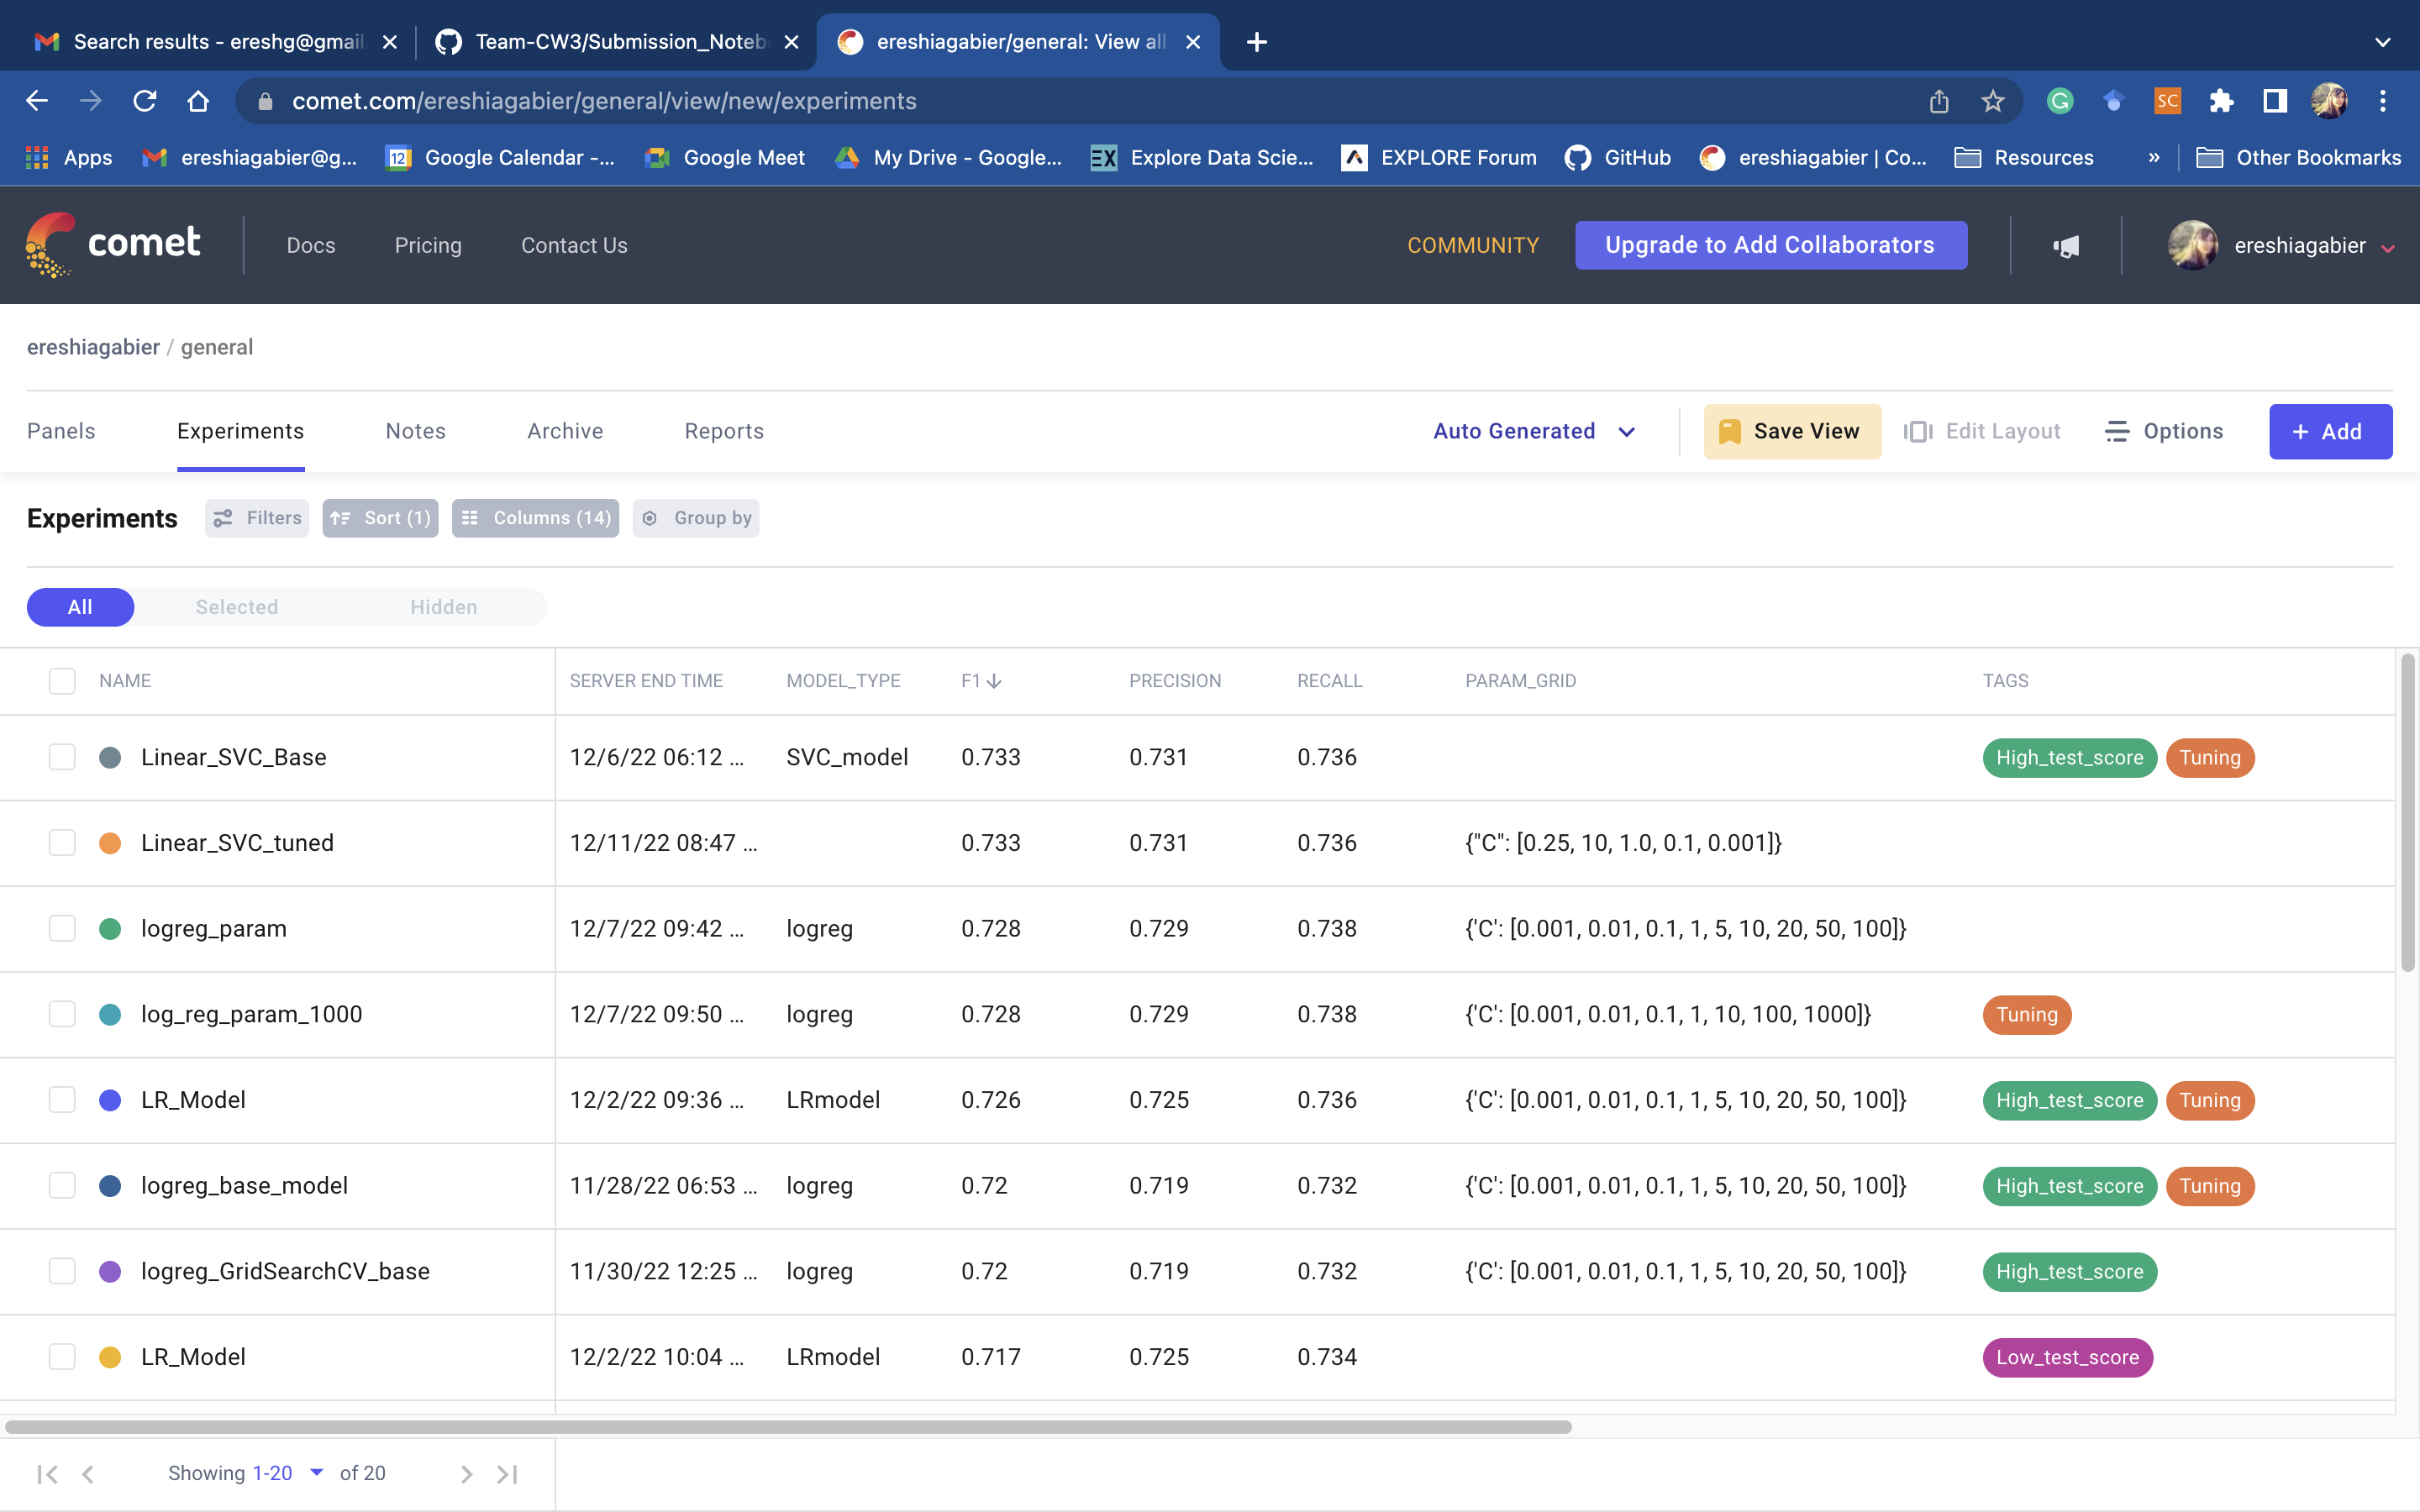 Search results - ereshg@gmail.
Team-CW3/Submission_Noteb
ereshiagabier/general: View all
comet.com/ereshiagabier/general/view/new/experiments
SC
Apps
ereshiagabier@g...
12
Google Calendar -...
Google Meet
My Drive - Google...
EX
Explore Data Scie...
EXPLORE Forum
GitHub
ereshiagabier | Co...
Resources
»
Other Bookmarks
comet
Docs
Pricing
Contact Us
COMMUNITY
Upgrade to Add Collaborators
ereshiagabier
ereshiagabier / general
Panels
Experiments
Notes
Archive
Reports
Auto Generated
Save View
Edit Layout
Options
+ Add
Experiments
Filters
Sort (1)
Columns (14)
Group by
All
Selected
Hidden
NAME SERVER END TIME MODEL_TYPE F1 PRECISION RECALL PARAM_GRID TAGS
Linear_SVC_Base 12/6/22 06:12 ... SVC_model 0.733 0.731 0.736 High_test_score Tuning
Linear_SVC_tuned 12/11/22 08:47 ... 0.733 0.731 0.736 {"C": [0.25, 10, 1.0, 0.1, 0.001]}
logreg_param 12/7/22 09:42 ... logreg 0.728 0.729 0.738 {'C': [0.001, 0.01, 0.1, 1, 5, 10, 20, 50, 100]}
log_reg_param_1000 12/7/22 09:50 ... logreg 0.728 0.729 0.738 {'C': [0.001, 0.01, 0.1, 1, 10, 100, 1000]} Tuning
LR_Model 12/2/22 09:36 ... LRmodel 0.726 0.725 0.736 {'C': [0.001, 0.01, 0.1, 1, 5, 10, 20, 50, 100]} High_test_score Tuning
logreg_base_model 11/28/22 06:53 ... logreg 0.72 0.719 0.732 {'C': [0.001, 0.01, 0.1, 1, 5, 10, 20, 50, 100]} High_test_score Tuning
logreg_GridSearchCV_base 11/30/22 12:25 ... logreg 0.72 0.719 0.732 {'C': [0.001, 0.01, 0.1, 1, 5, 10, 20, 50, 100]} High_test_score
LR_Model 12/2/22 10:04 ... LRmodel 0.717 0.725 0.734 Low_test_score
Showing 1-20 of 20